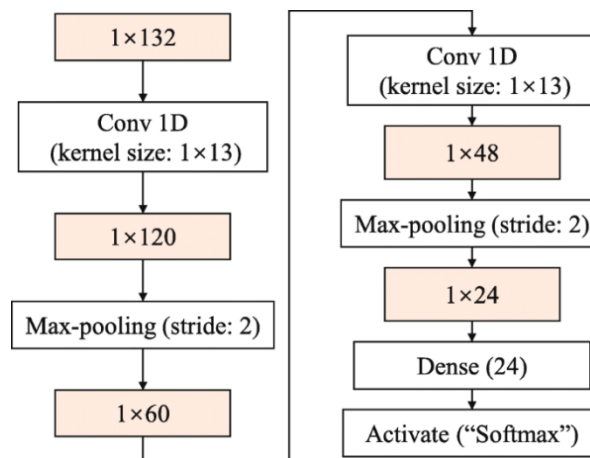 1×132
Conv 1D
(kernel size: 1×13)
1×120
Max-pooling (stride: 2)
1×60
Conv 1D
(kernel size: 1×13)
1×48
Max-pooling (stride: 2)
1×24
Dense (24)
Activate (“Softmax”)